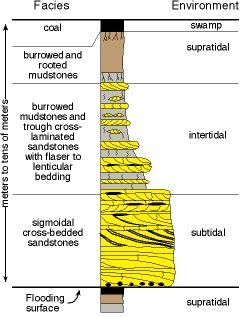 Facies Environment
coal swamp
supratidal
burrowed and
rooted
mudstones
burrowed
mudstones and
trough cross-
laminated
sandstones
with flaser to
lenticular
bedding
intertidal
meters to tens of meters
sigmoidal
cross-bedded
sandstones
subtidal
Flooding
surface
supratidal